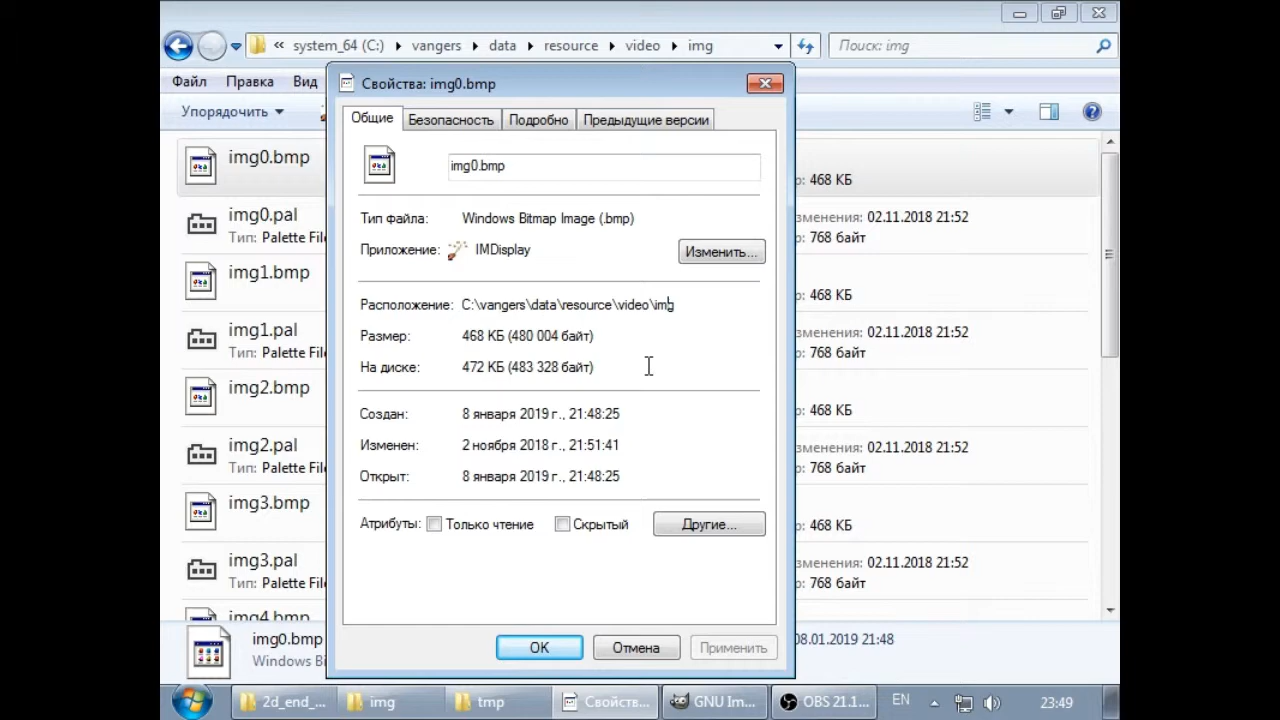 system_64 (C:) vangers data resource video img
Поиск: img
Файл Правка Вид
Упорядочить
Свойства: img0.bmp
Общие Безопасность Подробно Предыдущие версии
img0.bmp
Тип файла: Windows Bitmap Image (.bmp)
Приложение: IMDisplay Изменить...
Расположение: C:\vangers\data\resource\video\img
Размер: 468 КБ (480 004 байт)
На диске: 472 КБ (483 328 байт)
Создан: 8 января 2019 г., 21:48:25
Изменен: 2 ноября 2018 г., 21:51:41
Открыт: 8 января 2019 г., 21:48:25
Атрибуты: Только чтение Скрытый Другие...
OK Отмена Применить
img0.bmp
468 КБ
img0.pal
зменения: 02.11.2018 21:52
Тип: Palette File
768 байт
img1.bmp
468 КБ
img1.pal
зменения: 02.11.2018 21:52
Тип: Palette File
768 байт
img2.bmp
468 КБ
img2.pal
зменения: 02.11.2018 21:52
Тип: Palette File
768 байт
img3.bmp
468 КБ
img3.pal
зменения: 02.11.2018 21:52
Тип: Palette File
768 байт
img4.bmp
img0.bmp
08.01.2019 21:48
Windows Bi
2d_end_... img tmp Свойств... GNU Im... OBS 21.1... EN 23:49